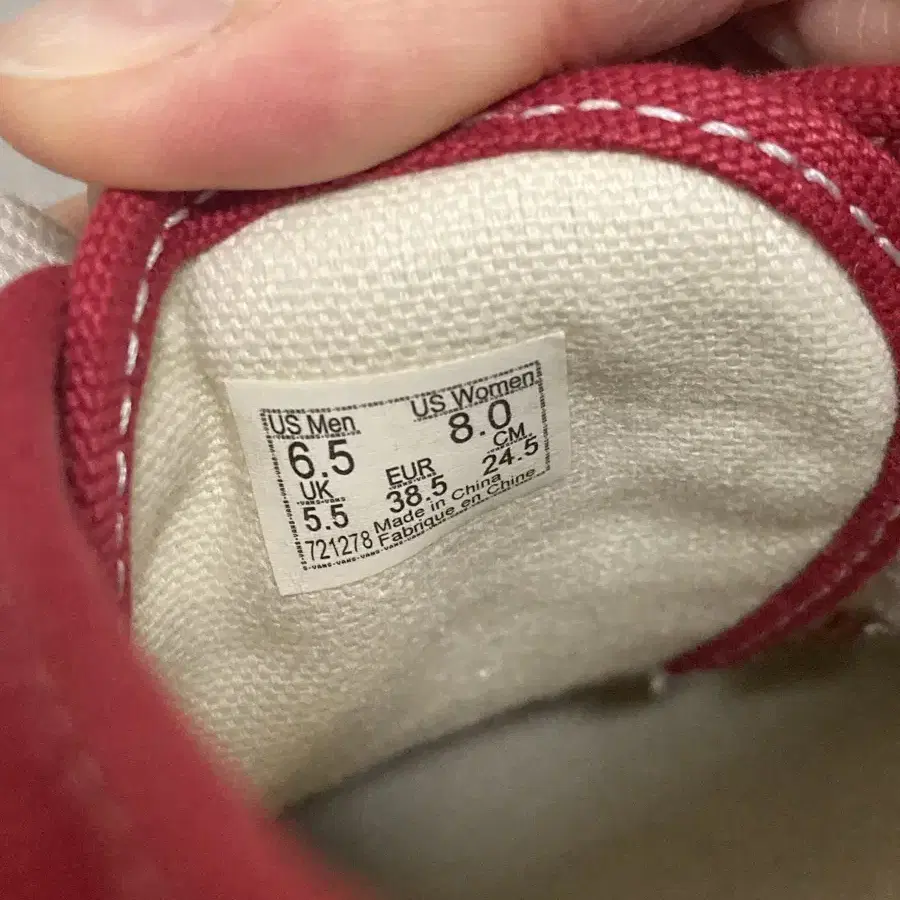 US Men US Women
6.5 8.0
UK EUR CM
5.5 38.5 24.5
721278 Made in China
Fabrique en Chine